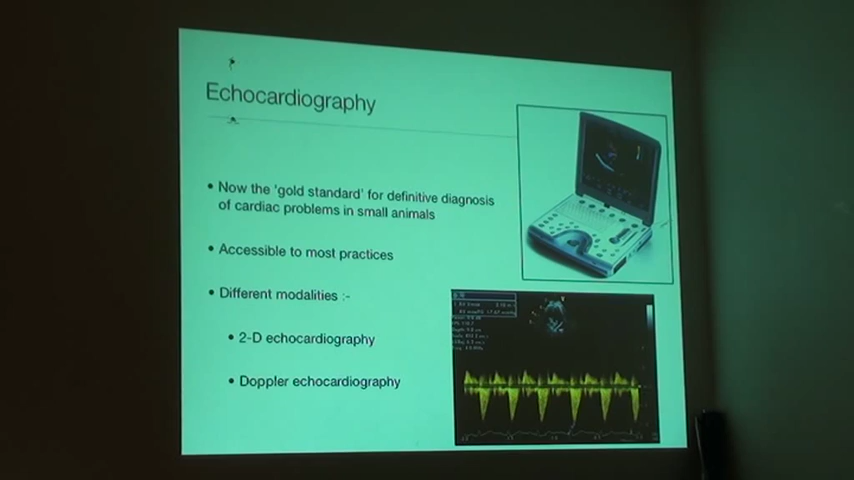 Echocardiography
• Now the 'gold standard' for definitive diagnosis
of cardiac problems in small animals
• Accessible to most practices
• Different modalities :-
• 2-D echocardiography
• Doppler echocardiography